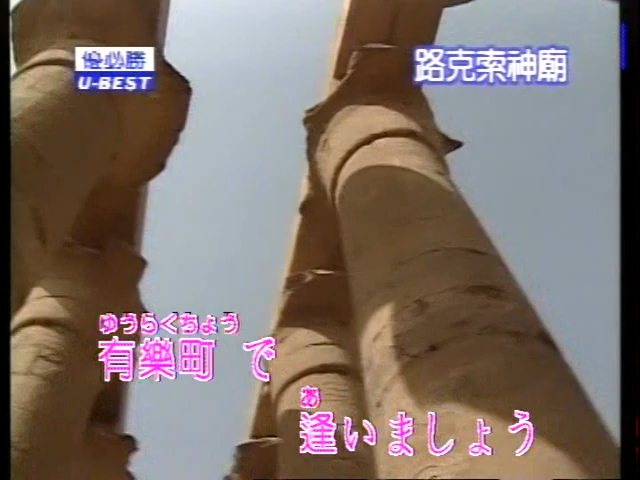 優必勝
U-BEST
路克索神廟
ゆうらくちょう
有樂町で
あ
逢いましょう